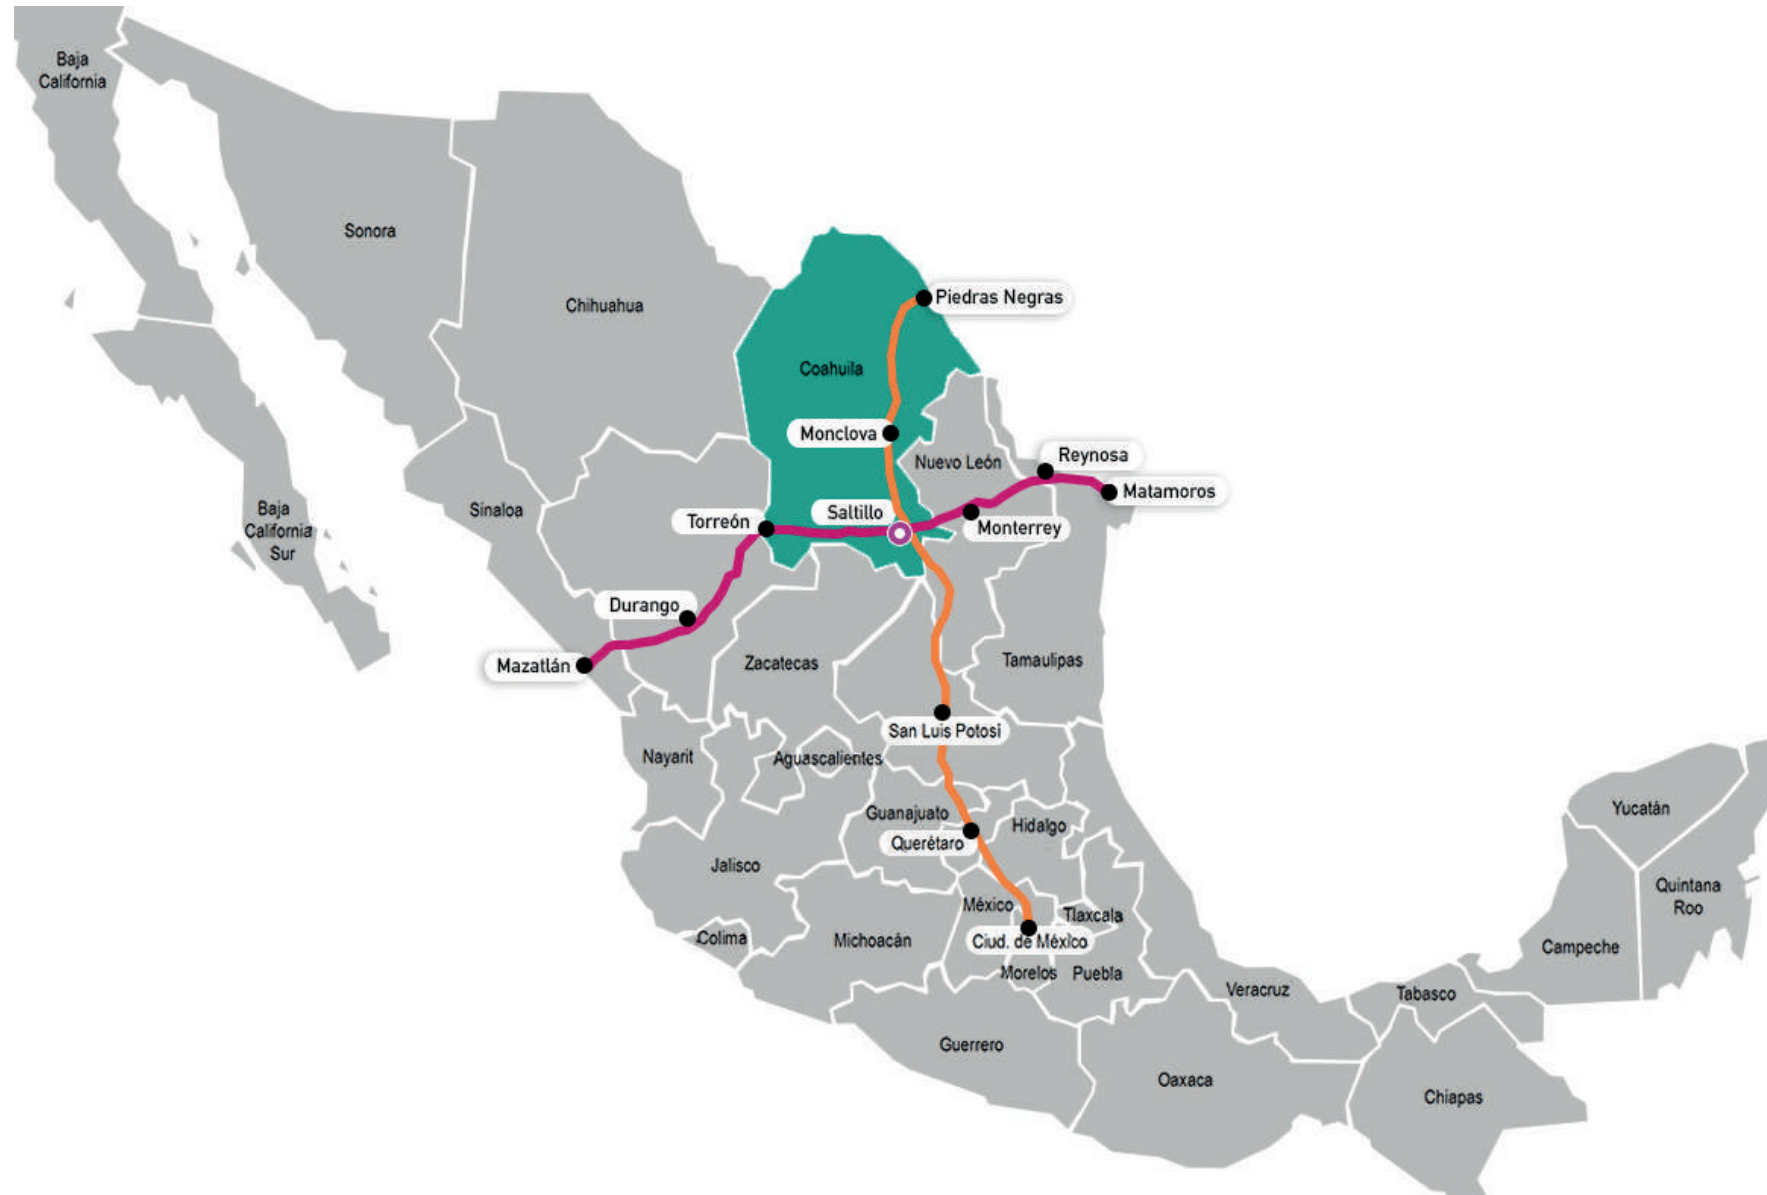 Baja
California
Sonora
Chihuahua
Piedras Negras
Coahuila
Monclova
Nuevo León
Reynosa
Matamoros
Sinaloa
Baja
California
Sur
Torreón
Saltillo
Monterrey
Durango
Mazatlán
Zacatecas
Tamaulipas
San Luis Potosi
Nayarit
Aguascalientes
Guanajuato
Hidalgo
Querétaro
Jalisco
Yucatán
Quintana
Roo
México
Tlaxcala
Colima
Michoacán
Ciud. de México
Campeche
Morelos
Puebla
Veracruz
Tabasco
Guerrero
Oaxaca
Chiapas